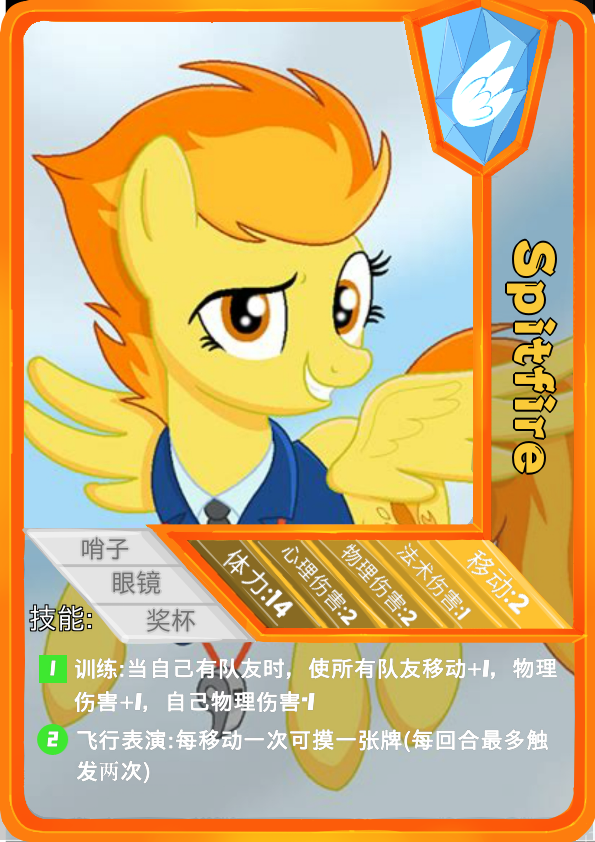 Spitfire
哨子
眼镜
奖杯
体力:14
心理伤害:2
物理伤害:2
法术伤害:1
移动:2
技能:
1 训练:当自己有队友时，使所有队友移动+1，物理
伤害+1，自己物理伤害-1
2 飞行表演:每移动一次可摸一张牌(每回合最多触
发两次)